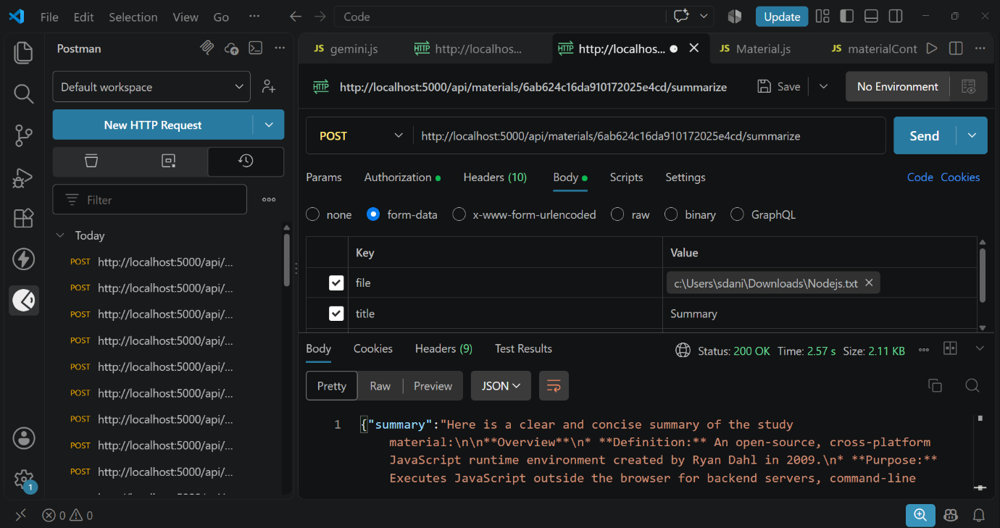 File Edit Selection View Go ··· Code Update
Postman
JS gemini.js HTTP http://localhos... HTTP http://localhos... JS Material.js JS materialCont
Default workspace
HTTP http://localhost:5000/api/materials/6ab624c16da910172025e4cd/summarize Save No Environment
New HTTP Request
POST http://localhost:5000/api/materials/6ab624c16da910172025e4cd/summarize Send
Params Authorization Headers (10) Body Scripts Settings Code Cookies
Filter
none form-data x-www-form-urlencoded raw binary GraphQL
Today
POST http://localhost:5000/api/...
POST http://localhost:5000/api/...
POST http://localhost:5000/api/...
POST http://localhost:5000/api/...
POST http://localhost:5000/api/...
POST http://localhost:5000/api/...
POST http://localhost:5000/api/...
POST http://localhost:5000/api/...
POST http://localhost:5000/api/...
Key Value
file c:\Users\sdani\Downloads\Nodejs.txt
title Summary
Body Cookies Headers (9) Test Results Status: 200 OK Time: 2.57 s Size: 2.11 KB
Pretty Raw Preview JSON
1 {"summary":"Here is a clear and concise summary of the study
material:\n\n**Overview**\n* **Definition:** An open-source, cross-platform
JavaScript runtime environment created by Ryan Dahl in 2009.\n* **Purpose:**
Executes JavaScript outside the browser for backend servers, command-line
1
0 0